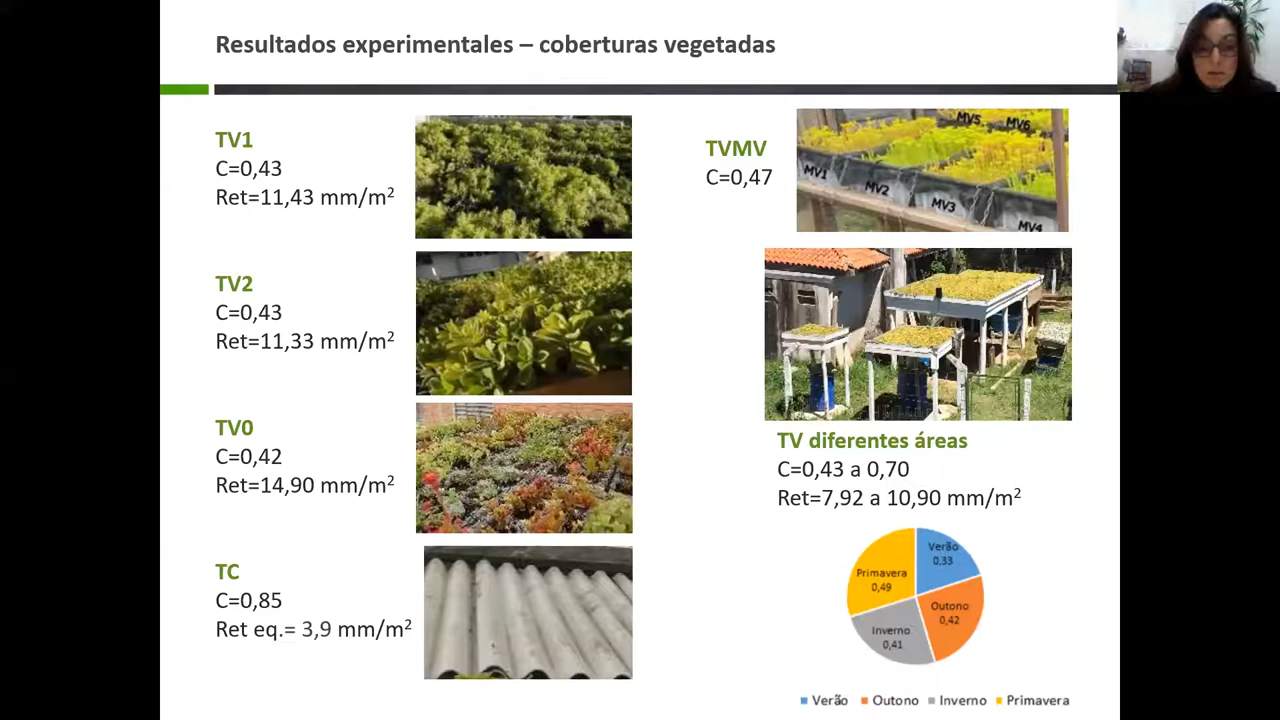 Resultados experimentales – coberturas vegetadas
TV1
C=0,43
Ret=11,43 mm/m²
TV2
C=0,43
Ret=11,33 mm/m²
TV0
C=0,42
Ret=14,90 mm/m²
TC
C=0,85
Ret eq.= 3,9 mm/m²
TVMV
C=0,47
MV5 MV6
MV1 MV2 MV3 MV4
TV diferentes áreas
C=0,43 a 0,70
Ret=7,92 a 10,90 mm/m²
Verão
0,33
Primavera
0,49
Outono
0,42
Inverno
0,41
Verão Outono Inverno Primavera